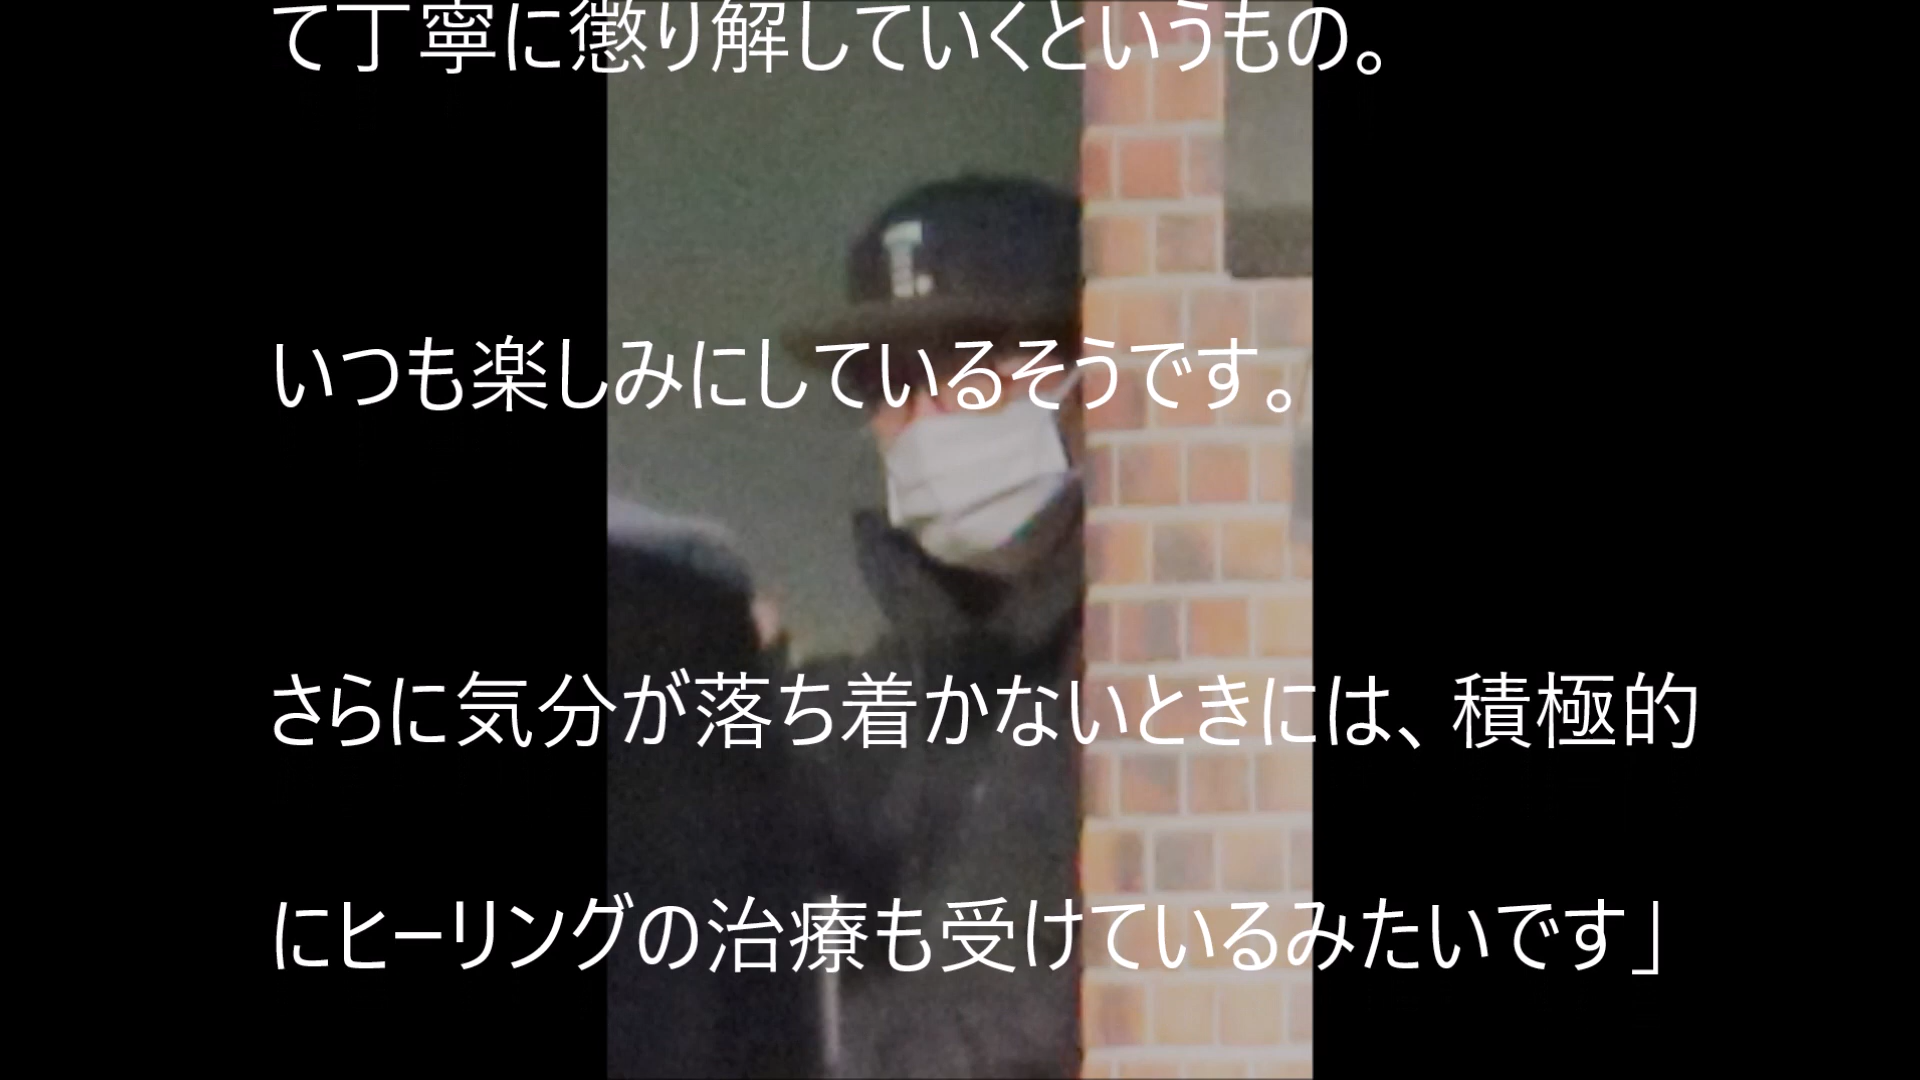 て丁寧に懲り解していくというもの。
いつも楽しみにしているそうです。
さらに気分が落ち着かないときには、積極的
にヒーリングの治療も受けているみたいです」